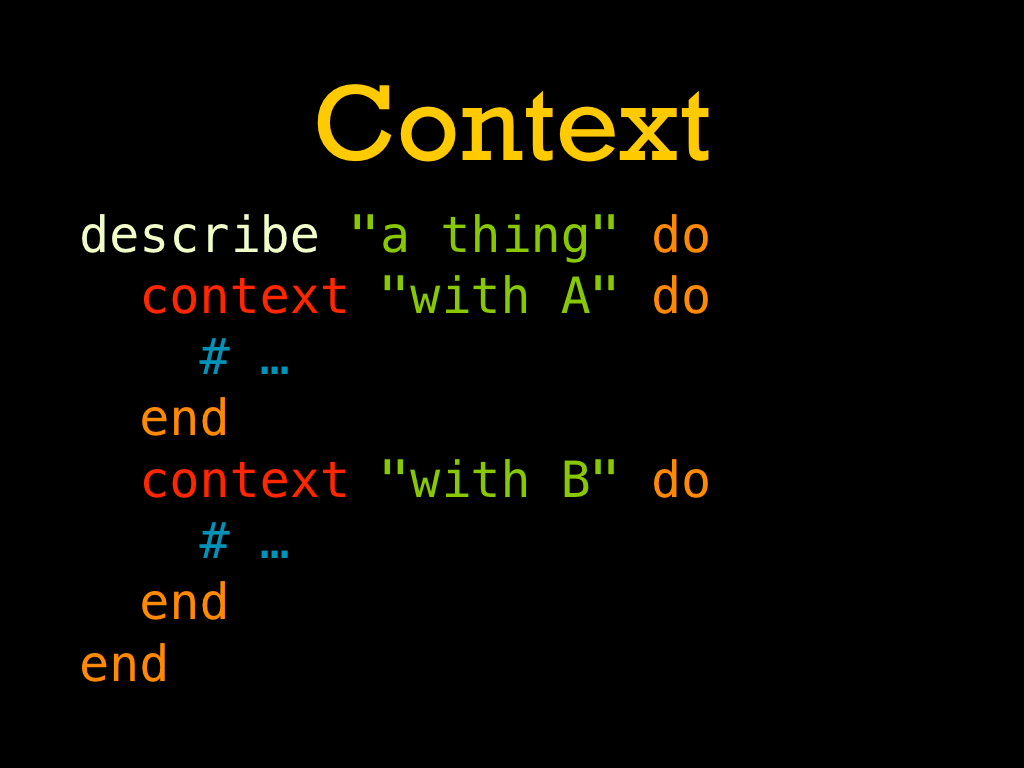 Context
describe "a thing" do
  context "with A" do
    # …
  end
  context "with B" do
    # …
  end
end